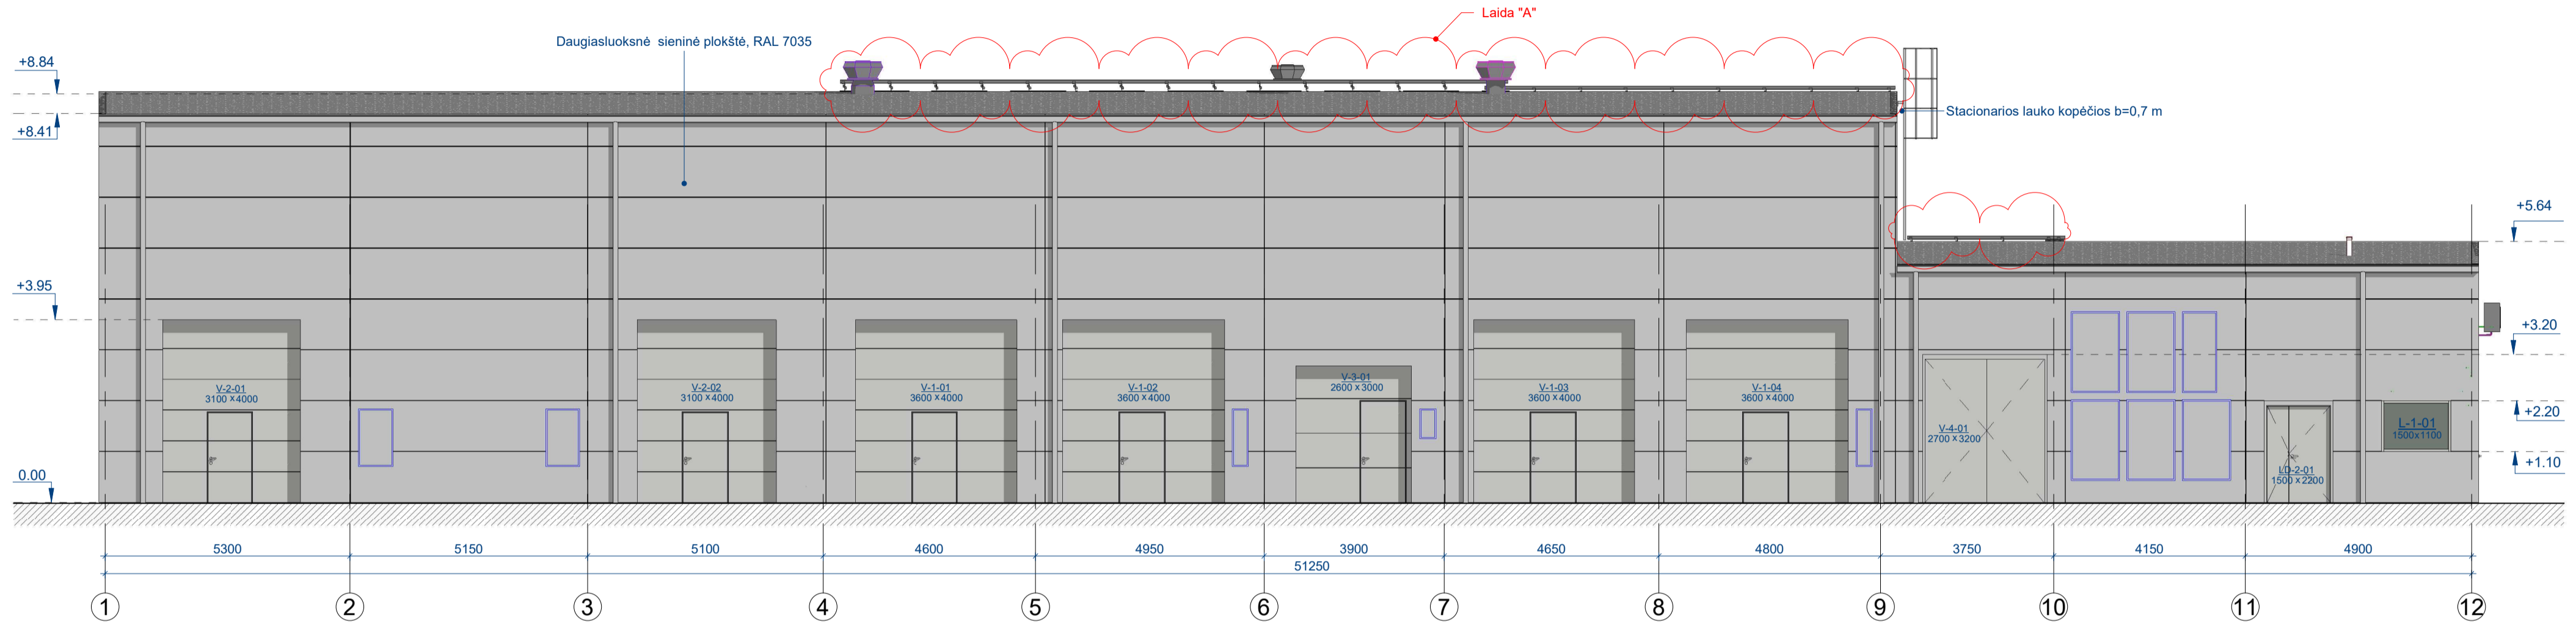 Laida "A"
Daugiasluoksnė sieninė plokštė, RAL 7035
+8.84
+8.41
Stacionarios lauko kopėčios b=0,7 m
+5.64
+3.95
+3.20
V-2-01
3100 x 4000
V-2-02
3100 x 4000
V-1-01
3600 x 4000
V-1-02
3600 x 4000
V-3-01
2600 x 3000
V-1-03
3600 x 4000
V-1-04
3600 x 4000
V-4-01
2700 x 3200
LD-2-01
1500 x 2200
L-1-01
1500x1100
+2.20
+1.10
0.00
5300 5150 5100 4600 4950 3900 4650 4800 3750 4150 4900
51250
1 2 3 4 5 6 7 8 9 10 11 12